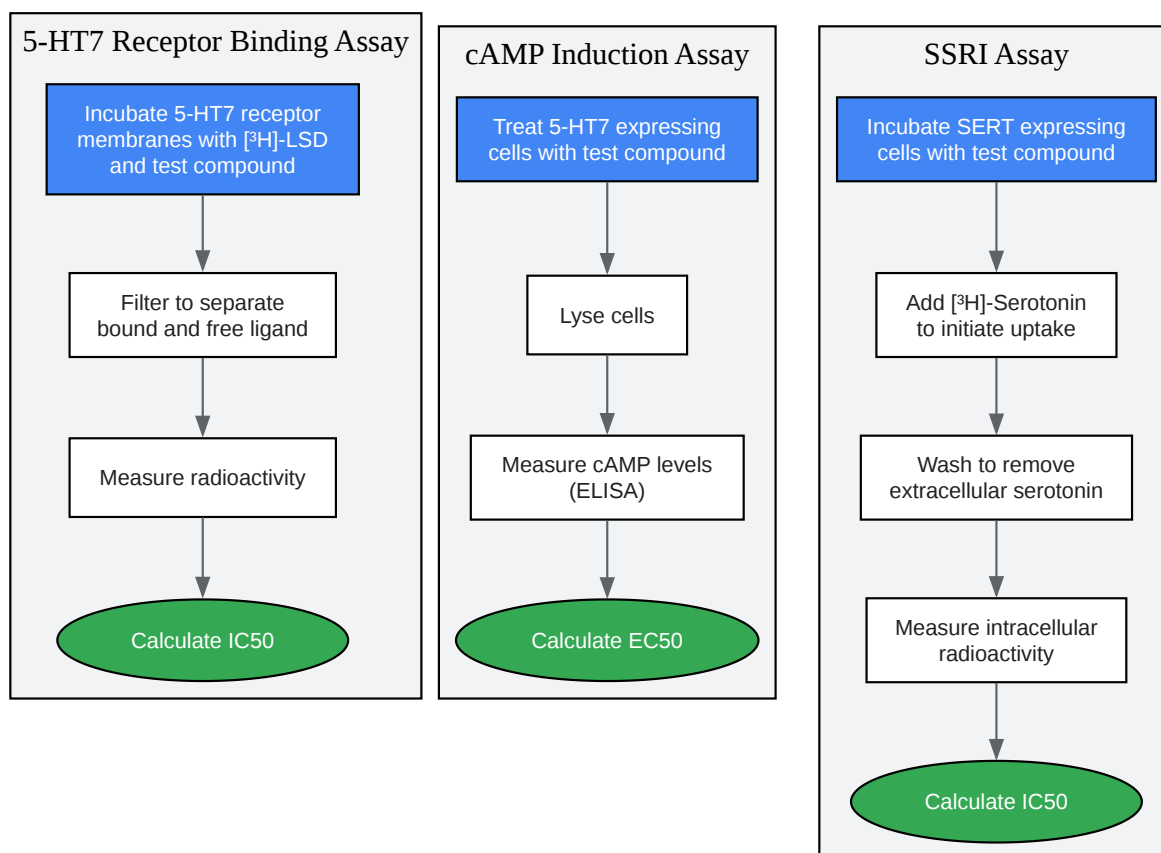 5-HT7 Receptor Binding Assay
Incubate 5-HT7 receptor
membranes with [³H]-LSD
and test compound
Filter to separate
bound and free ligand
Measure radioactivity
Calculate IC50
cAMP Induction Assay
Treat 5-HT7 expressing
cells with test compound
Lyse cells
Measure cAMP levels
(ELISA)
Calculate EC50
SSRI Assay
Incubate SERT expressing
cells with test compound
Add [³H]-Serotonin
to initiate uptake
Wash to remove
extracellular serotonin
Measure intracellular
radioactivity
Calculate IC50